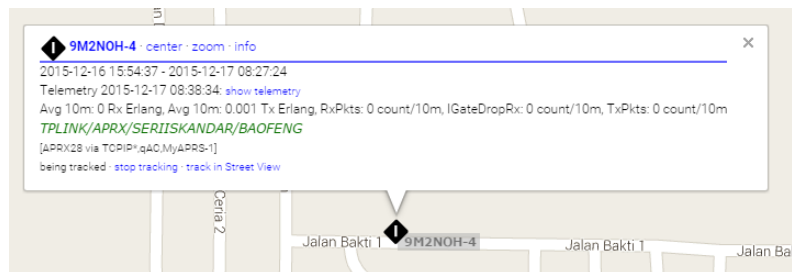 9M2NOH-4 · center · zoom · info
2015-12-16 15:54:37 - 2015-12-17 08:27:24
Telemetry 2015-12-17 08:38:34: show telemetry
Avg 10m: 0 Rx Erlang, Avg 10m: 0.001 Tx Erlang, RxPkts: 0 count/10m, IGateDropRx: 0 count/10m, TxPkts: 0 count/10m
TPLINK/APRX/SERIISKANDAR/BAOFENG
[APRX28 via TCPIP*,qAC,MyAPRS-1]
being tracked · stop tracking · track in Street View
Ceria 2
Jalan Bakti 1
9M2NOH-4
Jalan Bakti 1
Jalan Ba